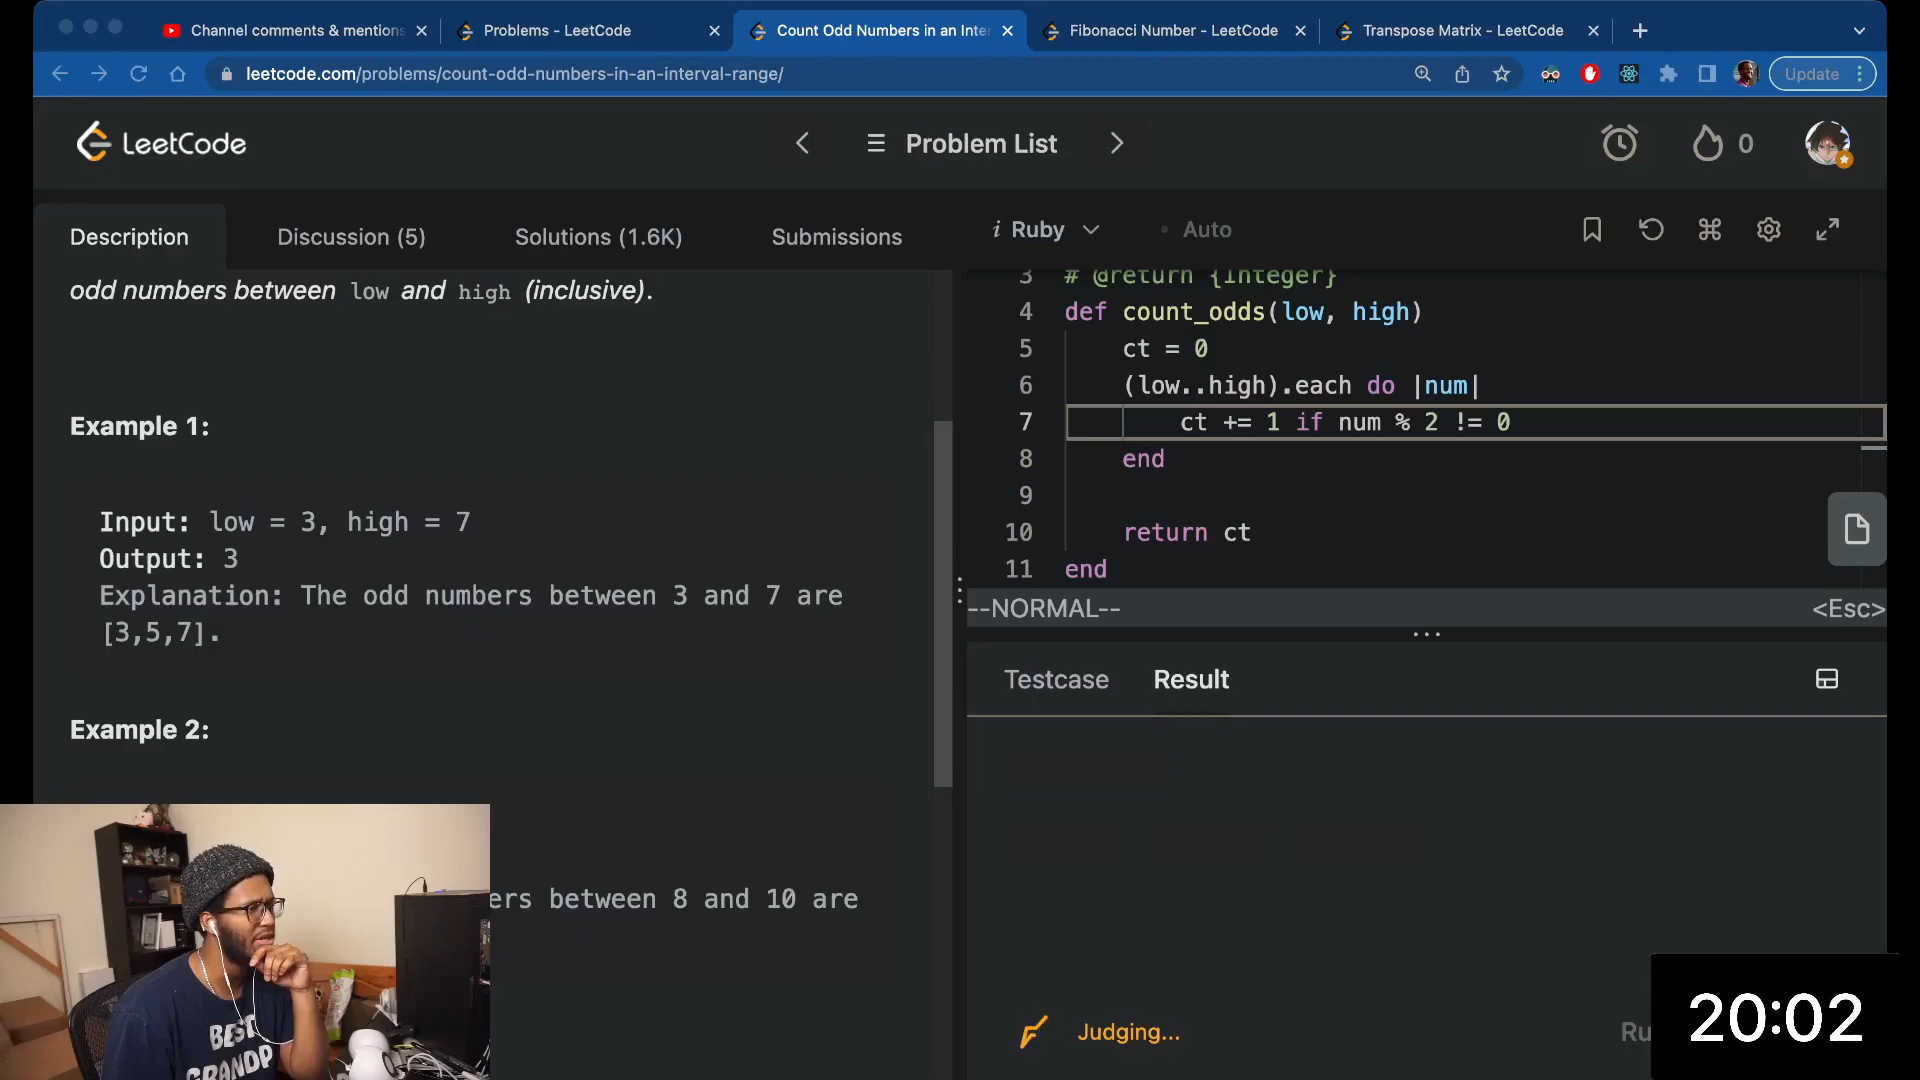 Channel comments & mentions
Problems - LeetCode
Count Odd Numbers in an Inte
Fibonacci Number - LeetCode
Transpose Matrix - LeetCode
leetcode.com/problems/count-odd-numbers-in-an-interval-range/
Update
LeetCode
Problem List
0
Description
Discussion (5)
Solutions (1.6K)
Submissions
i Ruby
Auto
odd numbers between low and high (inclusive).
Example 1:
Input: low = 3, high = 7
Output: 3
Explanation: The odd numbers between 3 and 7 are
[3,5,7].
Example 2:
ers between 8 and 10 are
3 # @return {Integer}
4 def count_odds(low, high)
5 ct = 0
6 (low..high).each do |num|
7 ct += 1 if num % 2 != 0
8 end
9
10 return ct
11 end
--NORMAL--
<Esc>
Testcase
Result
Judging...
Ru
20:02
BEST
GRANDP